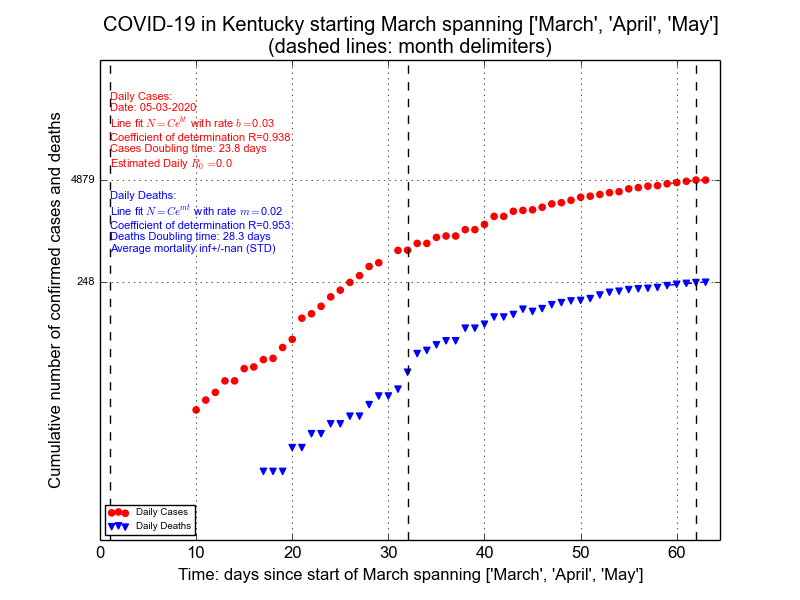 COVID-19 in Kentucky starting March spanning ['March', 'April', 'May']
(dashed lines: month delimiters)
Daily Cases:
Date: 05-03-2020
Line fit N = Ce^{bt} with rate b = 0.03
Coefficient of determination R=0.938
Cases Doubling time: 23.8 days
Estimated Daily R_0 = 0.0
Daily Deaths:
Line fit N = Ce^{mt} with rate m = 0.02
Coefficient of determination R=0.953
Deaths Doubling time: 28.3 days
Average mortality:inf+/-nan (STD)
4879
248
Cumulative number of confirmed cases and deaths
Daily Cases
Daily Deaths
0 10 20 30 40 50 60
Time: days since start of March spanning ['March', 'April', 'May']